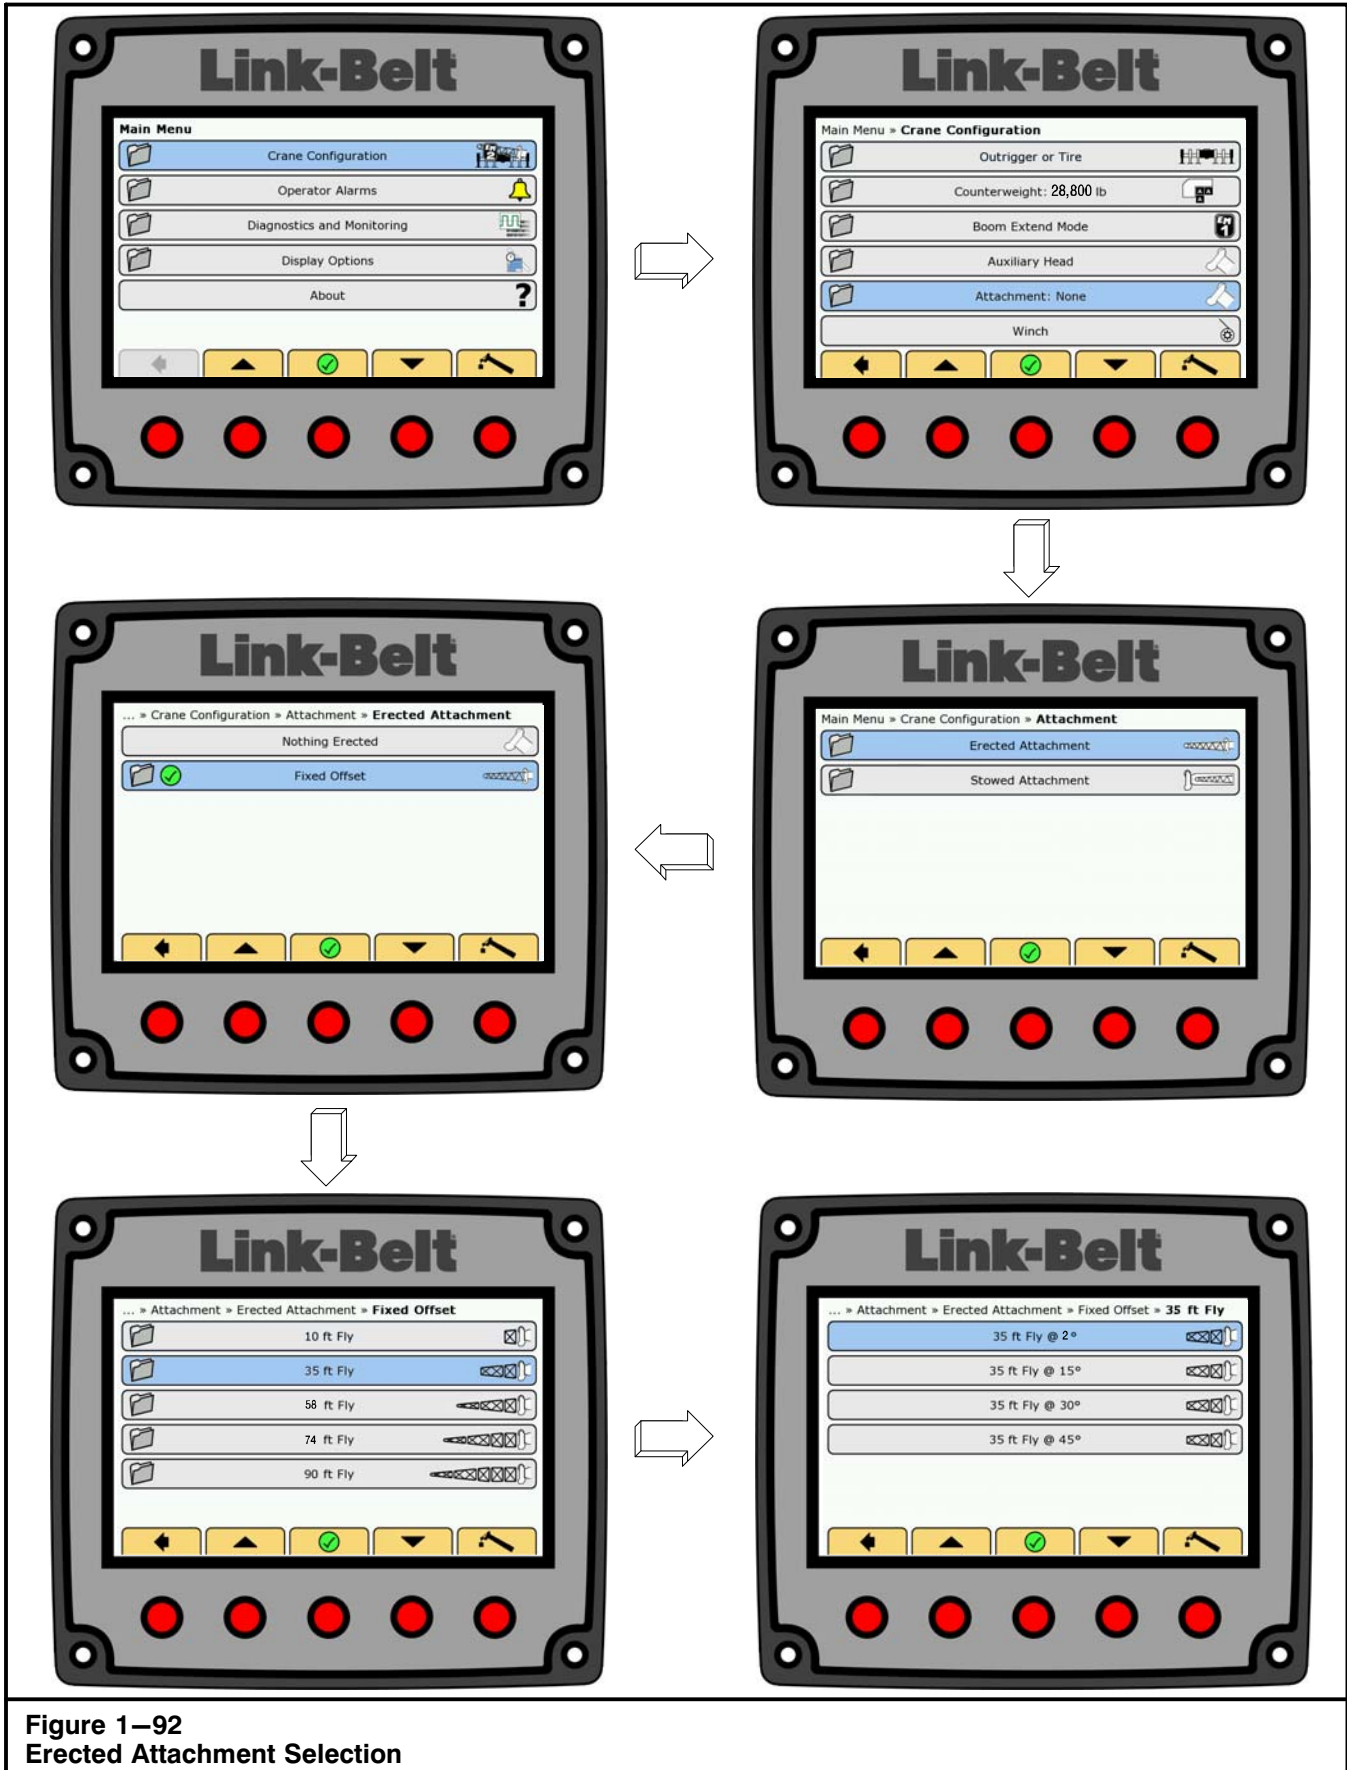 Link-Belt
Main Menu
Crane Configuration
Operator Alarms
Diagnostics and Monitoring
Display Options
About
Link-Belt
Main Menu » Crane Configuration
Outrigger or Tire
Counterweight: 28,800 lb
Boom Extend Mode
Auxiliary Head
Attachment: None
Winch
Link-Belt
Main Menu » Crane Configuration » Attachment
Erected Attachment
Stowed Attachment
Link-Belt
... » Crane Configuration » Attachment » Erected Attachment
Nothing Erected
Fixed Offset
Link-Belt
... » Attachment » Erected Attachment » Fixed Offset
10 ft Fly
35 ft Fly
58 ft Fly
74 ft Fly
90 ft Fly
Link-Belt
... » Attachment » Erected Attachment » Fixed Offset » 35 ft Fly
35 ft Fly @ 2°
35 ft Fly @ 15º
35 ft Fly @ 30º
35 ft Fly @ 45º
Figure 1—92
Erected Attachment Selection